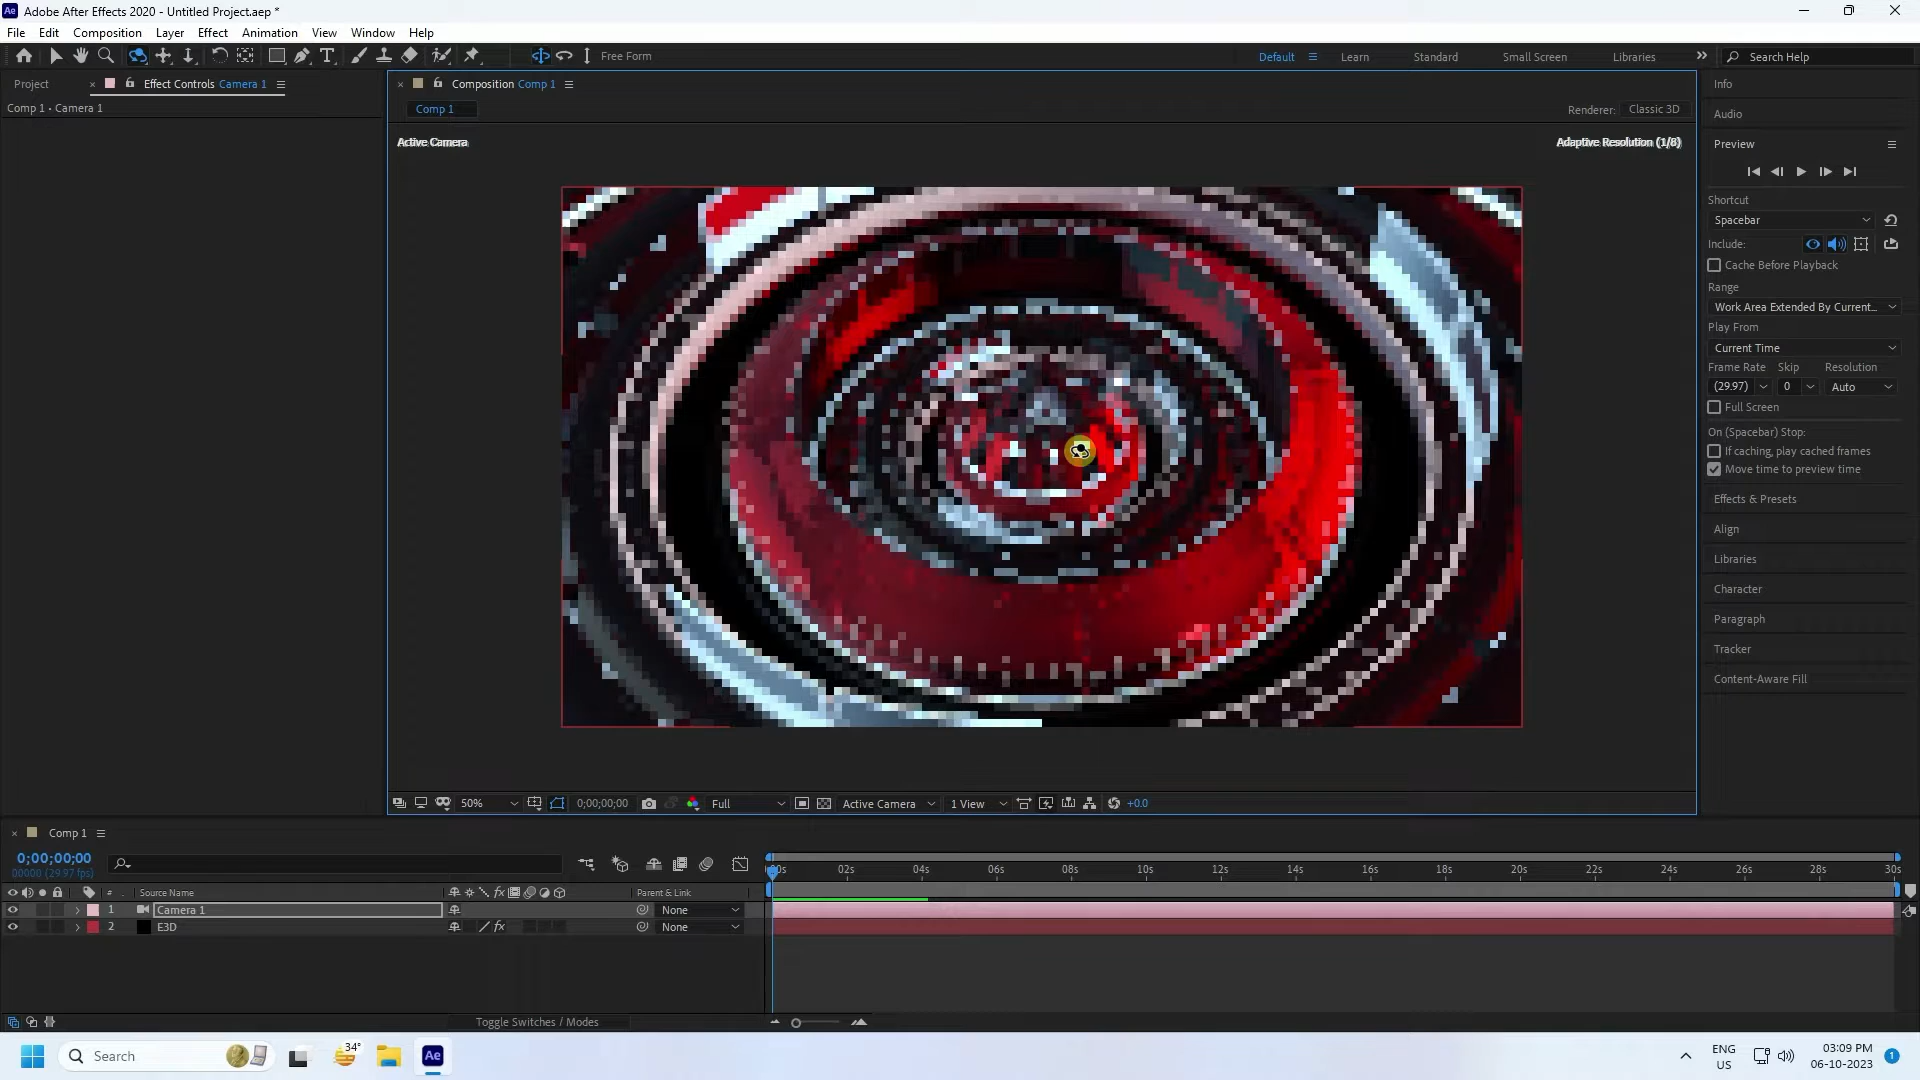 Ae Adobe After Effects 2020 - Untitled Project.aep *
File Edit Composition Layer Effect Animation View Window Help
T Free Form Default Learn Standard Small Screen Libraries Search Help
Project Effect Controls Camera 1
Comp 1 • Camera 1
Composition Comp 1
Comp 1
Renderer: Classic 3D
Active Camera
Adaptive Resolution (1/8)
50% 0;00;00;00 Full Active Camera 1 View +0.0
Info
Audio
Preview
Shortcut
Spacebar
Include:
Cache Before Playback
Range
Work Area Extended By Current...
Play From
Current Time
Frame Rate Skip Resolution
(29.97) 0 Auto
Full Screen
On (Spacebar) Stop:
If caching, play cached frames
Move time to preview time
Effects & Presets
Align
Libraries
Character
Paragraph
Tracker
Content-Aware Fill
Comp 1
0;00;00;00
00000 (29.97 fps)
# Source Name fx Parent & Link
1 Camera 1 None
2 E3D fx None
00s 02s 04s 06s 08s 10s 12s 14s 16s 18s 20s 22s 24s 26s 28s 30s
Toggle Switches / Modes
Search 34° Ae
ENG
US
03:09 PM
06-10-2023
1